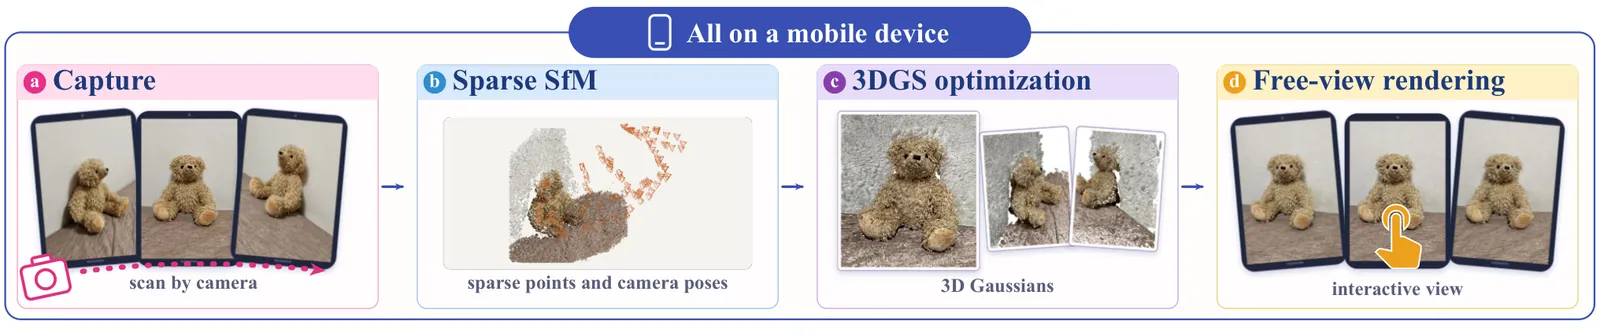 All on a mobile device
a Capture
scan by camera
b Sparse SfM
sparse points and camera poses
c 3DGS optimization
3D Gaussians
d Free-view rendering
interactive view